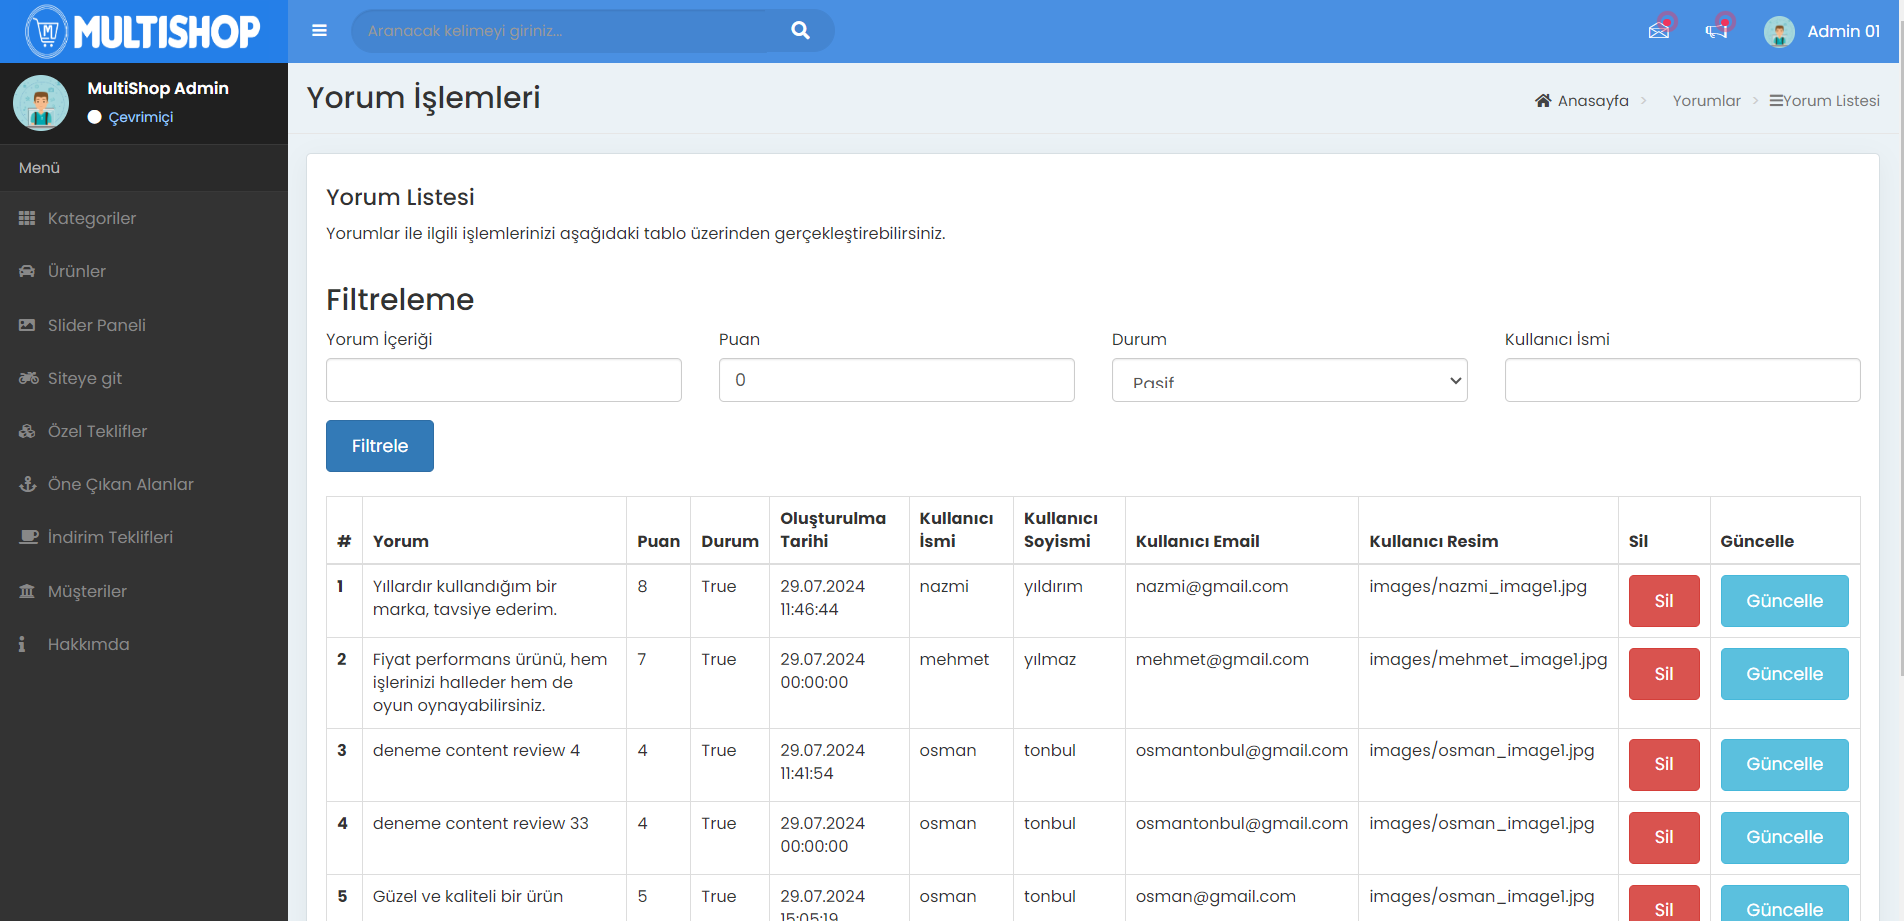 MULTISHOP
Aranacak kelimeyi giriniz...
Admin 01
MultiShop Admin
Çevrimiçi
Menü
Kategoriler
Ürünler
Slider Paneli
Siteye git
Özel Teklifler
Öne Çıkan Alanlar
İndirim Teklifleri
Müşteriler
Hakkımda
Yorum İşlemleri
Anasayfa > Yorumlar > Yorum Listesi
Yorum Listesi
Yorumlar ile ilgili işlemlerinizi aşağıdaki tablo üzerinden gerçekleştirebilirsiniz.
Filtreleme
Yorum İçeriği Puan Durum Kullanıcı İsmi
0 Pasif
Filtrele
# Yorum Puan Durum Oluşturulma Tarihi Kullanıcı İsmi Kullanıcı Soyismi Kullanıcı Email Kullanıcı Resim Sil Güncelle
1 Yıllardır kullandığım bir marka, tavsiye ederim. 8 True 29.07.2024 11:46:44 nazmi yıldırım nazmi@gmail.com images/nazmi_image1.jpg Sil Güncelle
2 Fiyat performans ürünü, hem işlerinizi halleder hem de oyun oynayabilirsiniz. 7 True 29.07.2024 00:00:00 mehmet yılmaz mehmet@gmail.com images/mehmet_image1.jpg Sil Güncelle
3 deneme content review 4 4 True 29.07.2024 11:41:54 osman tonbul osmantonbul@gmail.com images/osman_image1.jpg Sil Güncelle
4 deneme content review 33 4 True 29.07.2024 00:00:00 osman tonbul osmantonbul@gmail.com images/osman_image1.jpg Sil Güncelle
5 Güzel ve kaliteli bir ürün 5 True 29.07.2024 15:05:19 osman tonbul osman@gmail.com images/osman_image1.jpg Sil Güncelle